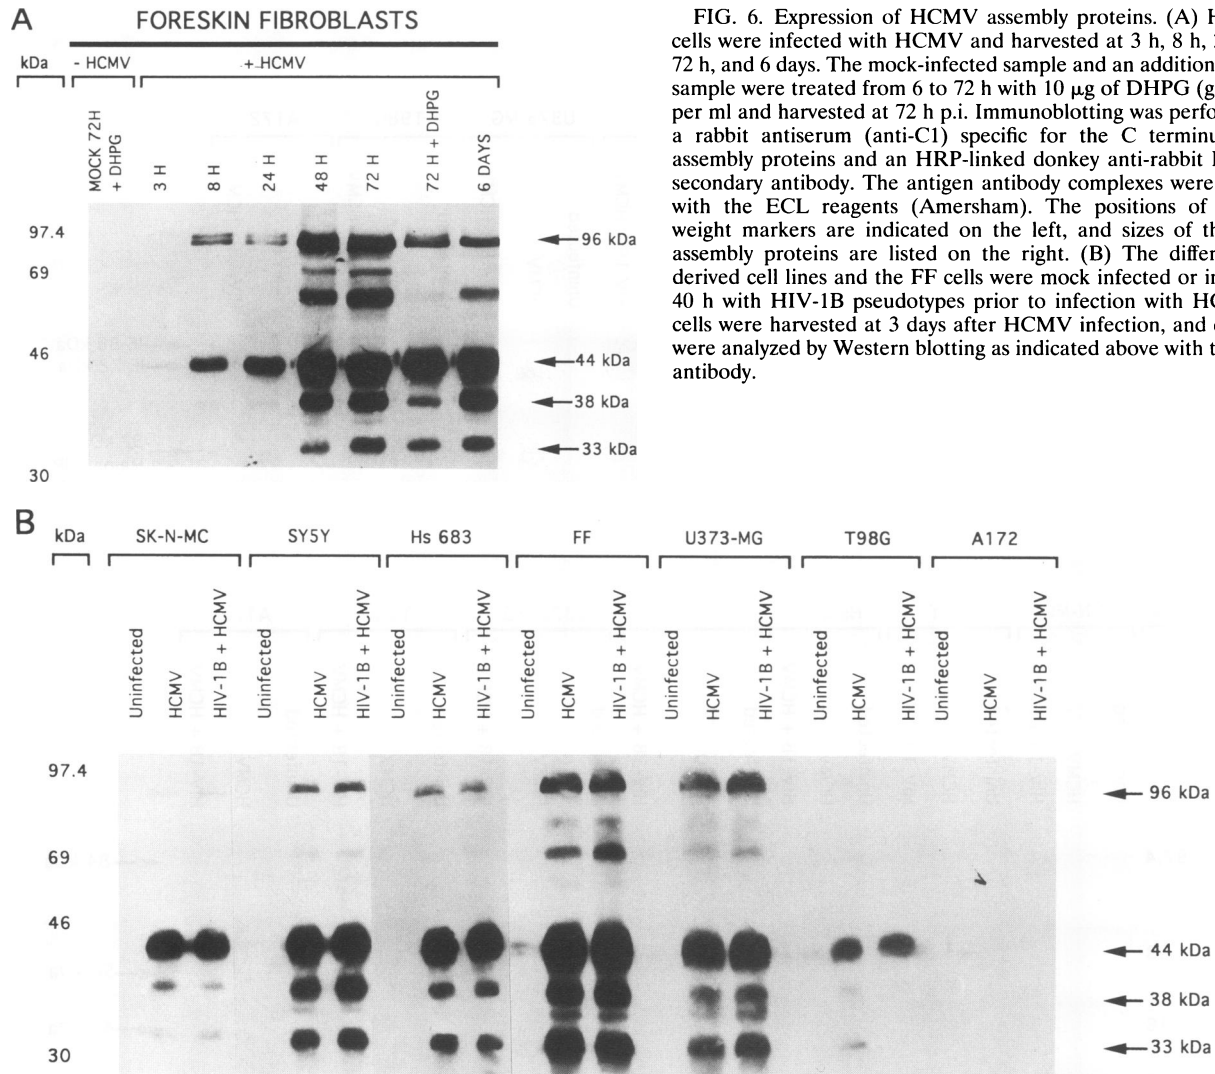 A
FORESKIN FIBROBLASTS
kDa
- HCMV
+ HCMV
MOCK 72H
+ DHPG
3 H
8 H
24 H
48 H
72 H
72 H + DHPG
6 DAYS
97.4
69
46
30
96 kDa
44 kDa
38 kDa
33 kDa
FIG. 6. Expression of HCMV assembly proteins. (A)
cells were infected with HCMV and harvested at 3 h, 8 h,
72 h, and 6 days. The mock-infected sample and an
sample were treated from 6 to 72 h with 10 µg of DHPG
per ml and harvested at 72 h p.i. Immunoblotting was
a rabbit antiserum (anti-C1) specific for the C
assembly proteins and an HRP-linked donkey anti-rabbit
secondary antibody. The antigen antibody complexes were
with the ECL reagents (Amersham). The positions of
weight markers are indicated on the left, and sizes of
assembly proteins are listed on the right. (B) The
derived cell lines and the FF cells were mock infected or
40 h with HIV-1B pseudotypes prior to infection with
cells were harvested at 3 days after HCMV infection, and
were analyzed by Western blotting as indicated above with
antibody.
B
kDa
SK-N-MC
SY5Y
Hs 683
FF
U373-MG
T98G
A172
Uninfected
HCMV
HIV-1B + HCMV
Uninfected
HCMV
HIV-1B + HCMV
Uninfected
HCMV
HIV-1B + HCMV
Uninfected
HCMV
HIV-1B + HCMV
Uninfected
HCMV
HIV-1B + HCMV
Uninfected
HCMV
HIV-1B + HCMV
Uninfected
HCMV
HIV-1B + HCMV
97.4
69
46
30
96 kDa
44 kDa
38 kDa
33 kDa